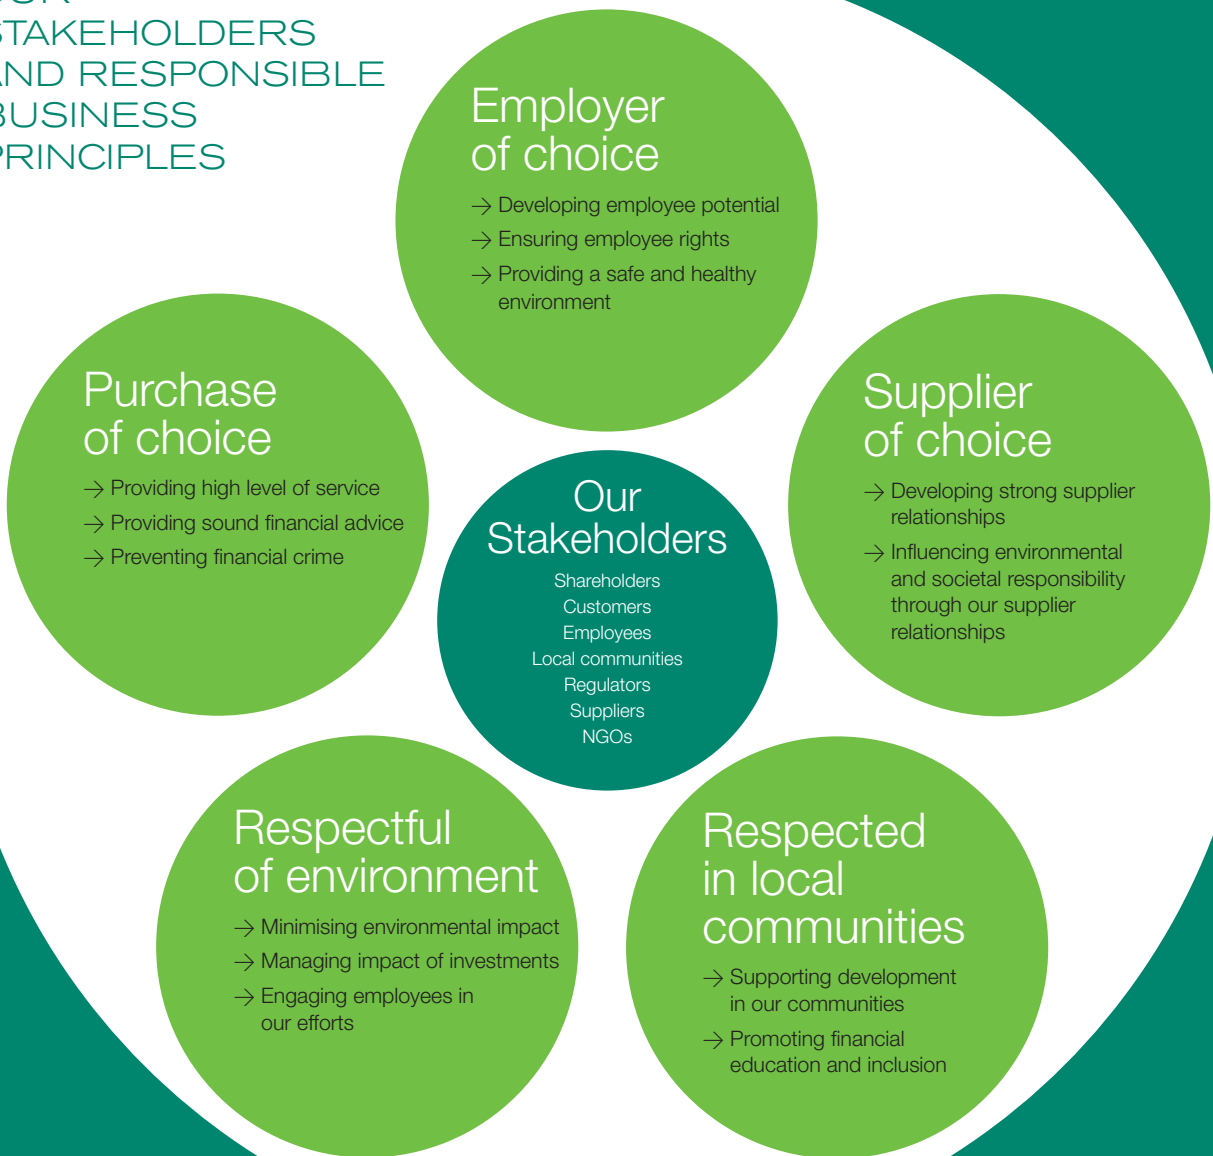 STAKEHOLDERS
AND RESPONSIBLE
BUSINESS
PRINCIPLES
Employer
of choice
→ Developing employee potential
→ Ensuring employee rights
→ Providing a safe and healthy
environment
Purchase
of choice
→ Providing high level of service
→ Providing sound financial advice
→ Preventing financial crime
Supplier
of choice
→ Developing strong supplier
relationships
→ Influencing environmental
and societal responsibility
through our supplier
relationships
Our
Stakeholders
Shareholders
Customers
Employees
Local communities
Regulators
Suppliers
NGOs
Respectful
of environment
→ Minimising environmental impact
→ Managing impact of investments
→ Engaging employees in
our efforts
Respected
in local
communities
→ Supporting development
in our communities
→ Promoting financial
education and inclusion